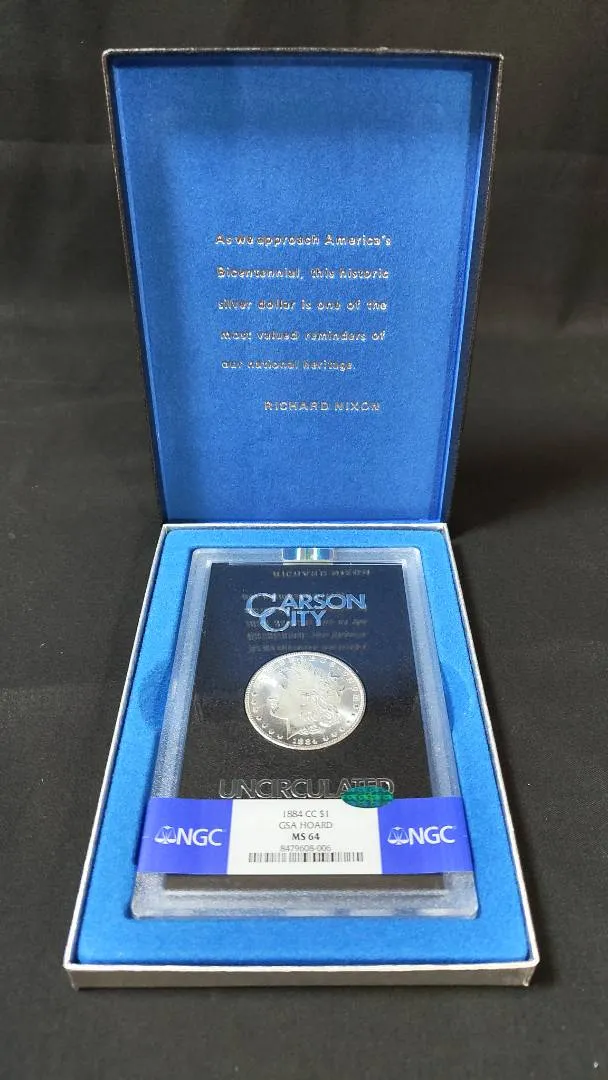 As we approach America's
Bicentennial, this historic
silver dollar is one of the
most valued reminders of
our national heritage.
RICHARD NIXON
CARSON
CITY
1884
UNCIRCULATED
NGC
1884 CC $1
GSA HOARD
MS 64
8479608-006
NGC